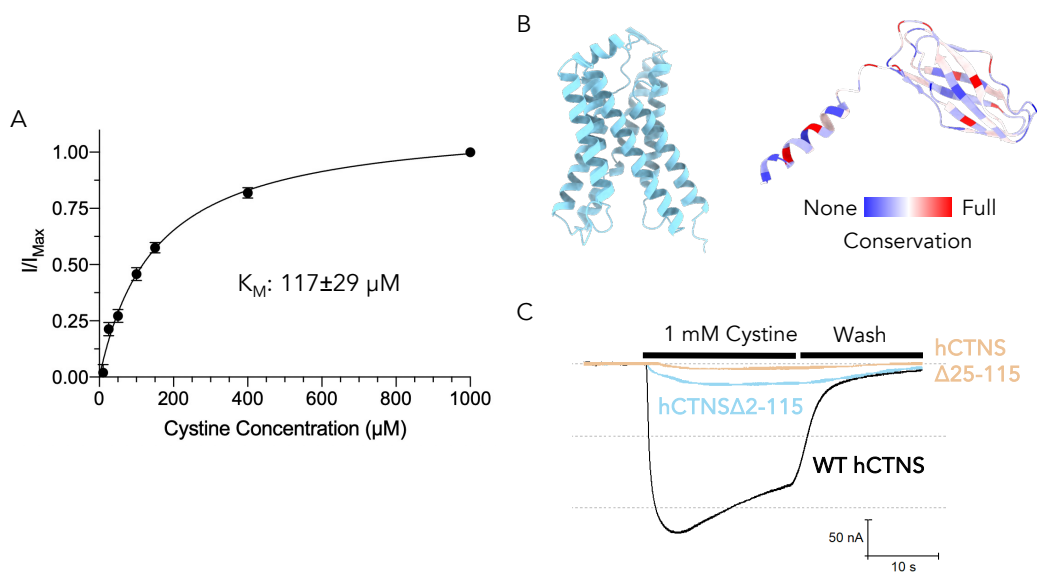 A
1.00
0.75
0.50
0.25
0.00
I/I_Max
K_M: 117±29 µM
0
200
400
600
800
1000
Cystine Concentration (µM)
B
None
Full
Conservation
C
1 mM Cystine
Wash
hCTNS
Δ25-115
hCTNSΔ2-115
WT hCTNS
50 nA
10 s